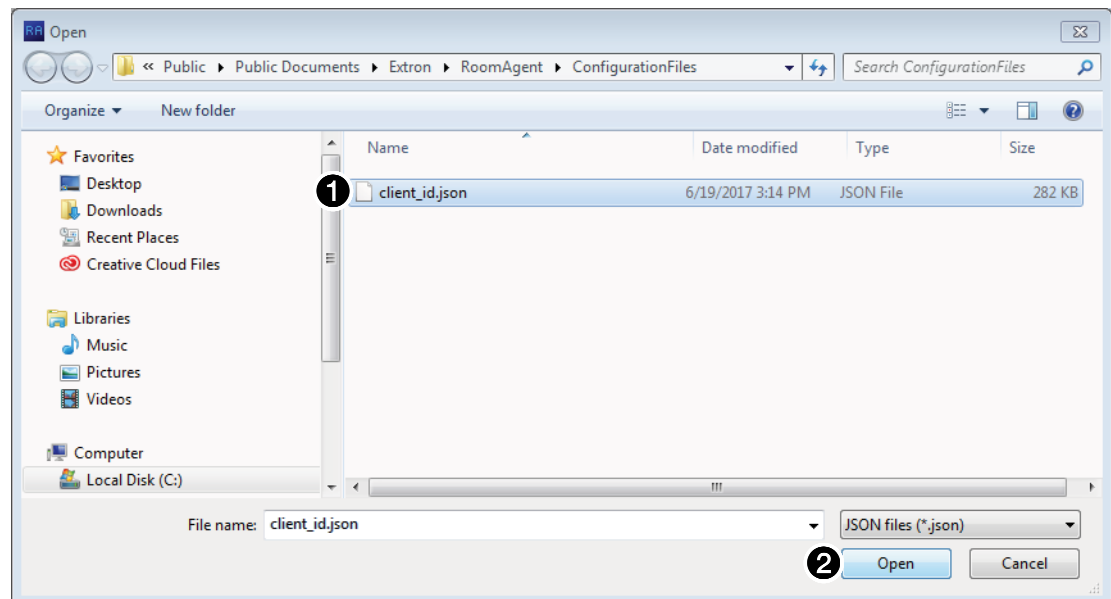 RA Open
« Public Public Documents Extron RoomAgent ConfigurationFiles Search ConfigurationFiles
Organize New folder
Name Date modified Type Size
Favorites
Desktop
1 client_id.json 6/19/2017 3:14 PM JSON File 282 KB
Downloads
Recent Places
Creative Cloud Files
Libraries
Music
Pictures
Videos
Computer
Local Disk (C:)
File name: client_id.json JSON files (*.json)
2 Open Cancel